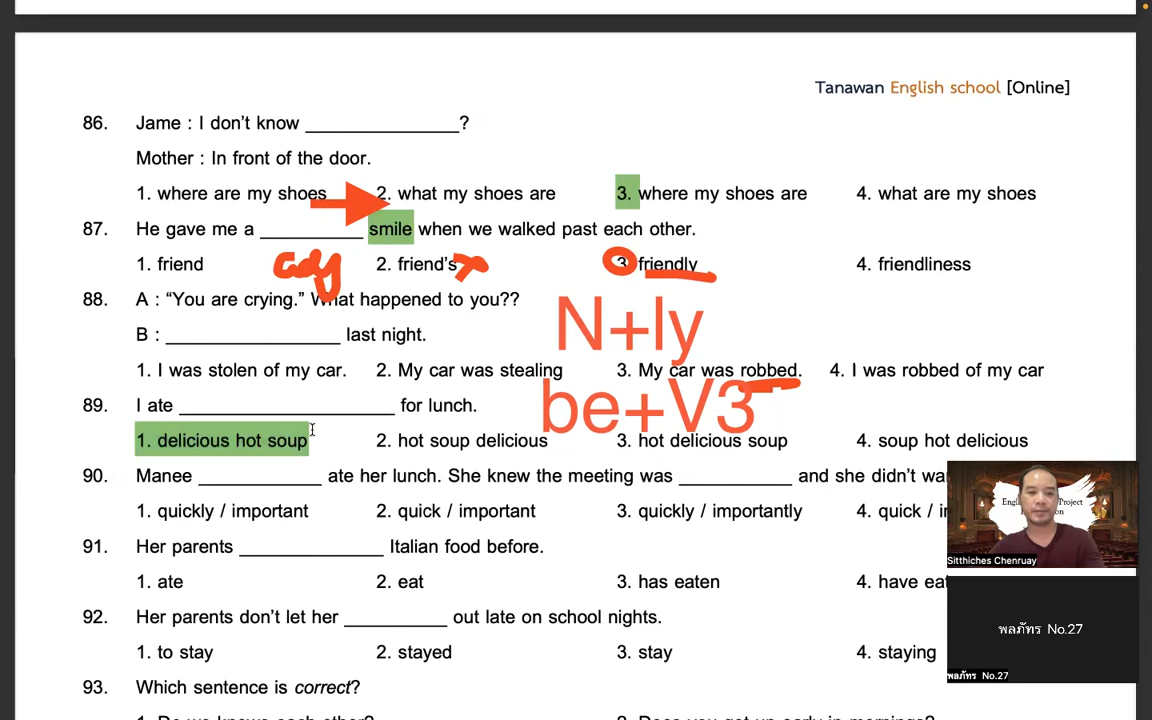 Tanawan English school [Online]
86. Jame : I don't know ________________?
Mother : In front of the door.
1. where are my shoes 2. what my shoes are 3. where my shoes are 4. what are my shoes
87. He gave me a ___________ smile when we walked past each other.
1. friend adj 2. friend's x 3. friendly 4. friendliness
88. A : “You are crying.” What happened to you??
N+ly
B : __________________ last night.
1. I was stolen of my car. 2. My car was stealing 3. My car was robbed. 4. I was robbed of my car
be+V3
89. I ate _______________________ for lunch.
1. delicious hot soup 2. hot soup delicious 3. hot delicious soup 4. soup hot delicious
90. Manee _____________ ate her lunch. She knew the meeting was ____________ and she didn't
1. quickly / important 2. quick / important 3. quickly / importantly 4. quick /
91. Her parents _______________ Italian food before.
1. ate 2. eat 3. has eaten 4. have
92. Her parents don't let her ___________ out late on school nights.
1. to stay 2. stayed 3. stay 4. staying
93. Which sentence is correct?
Sitthiches Chenruay
พลภัทร No.27
พลภัทร No.27